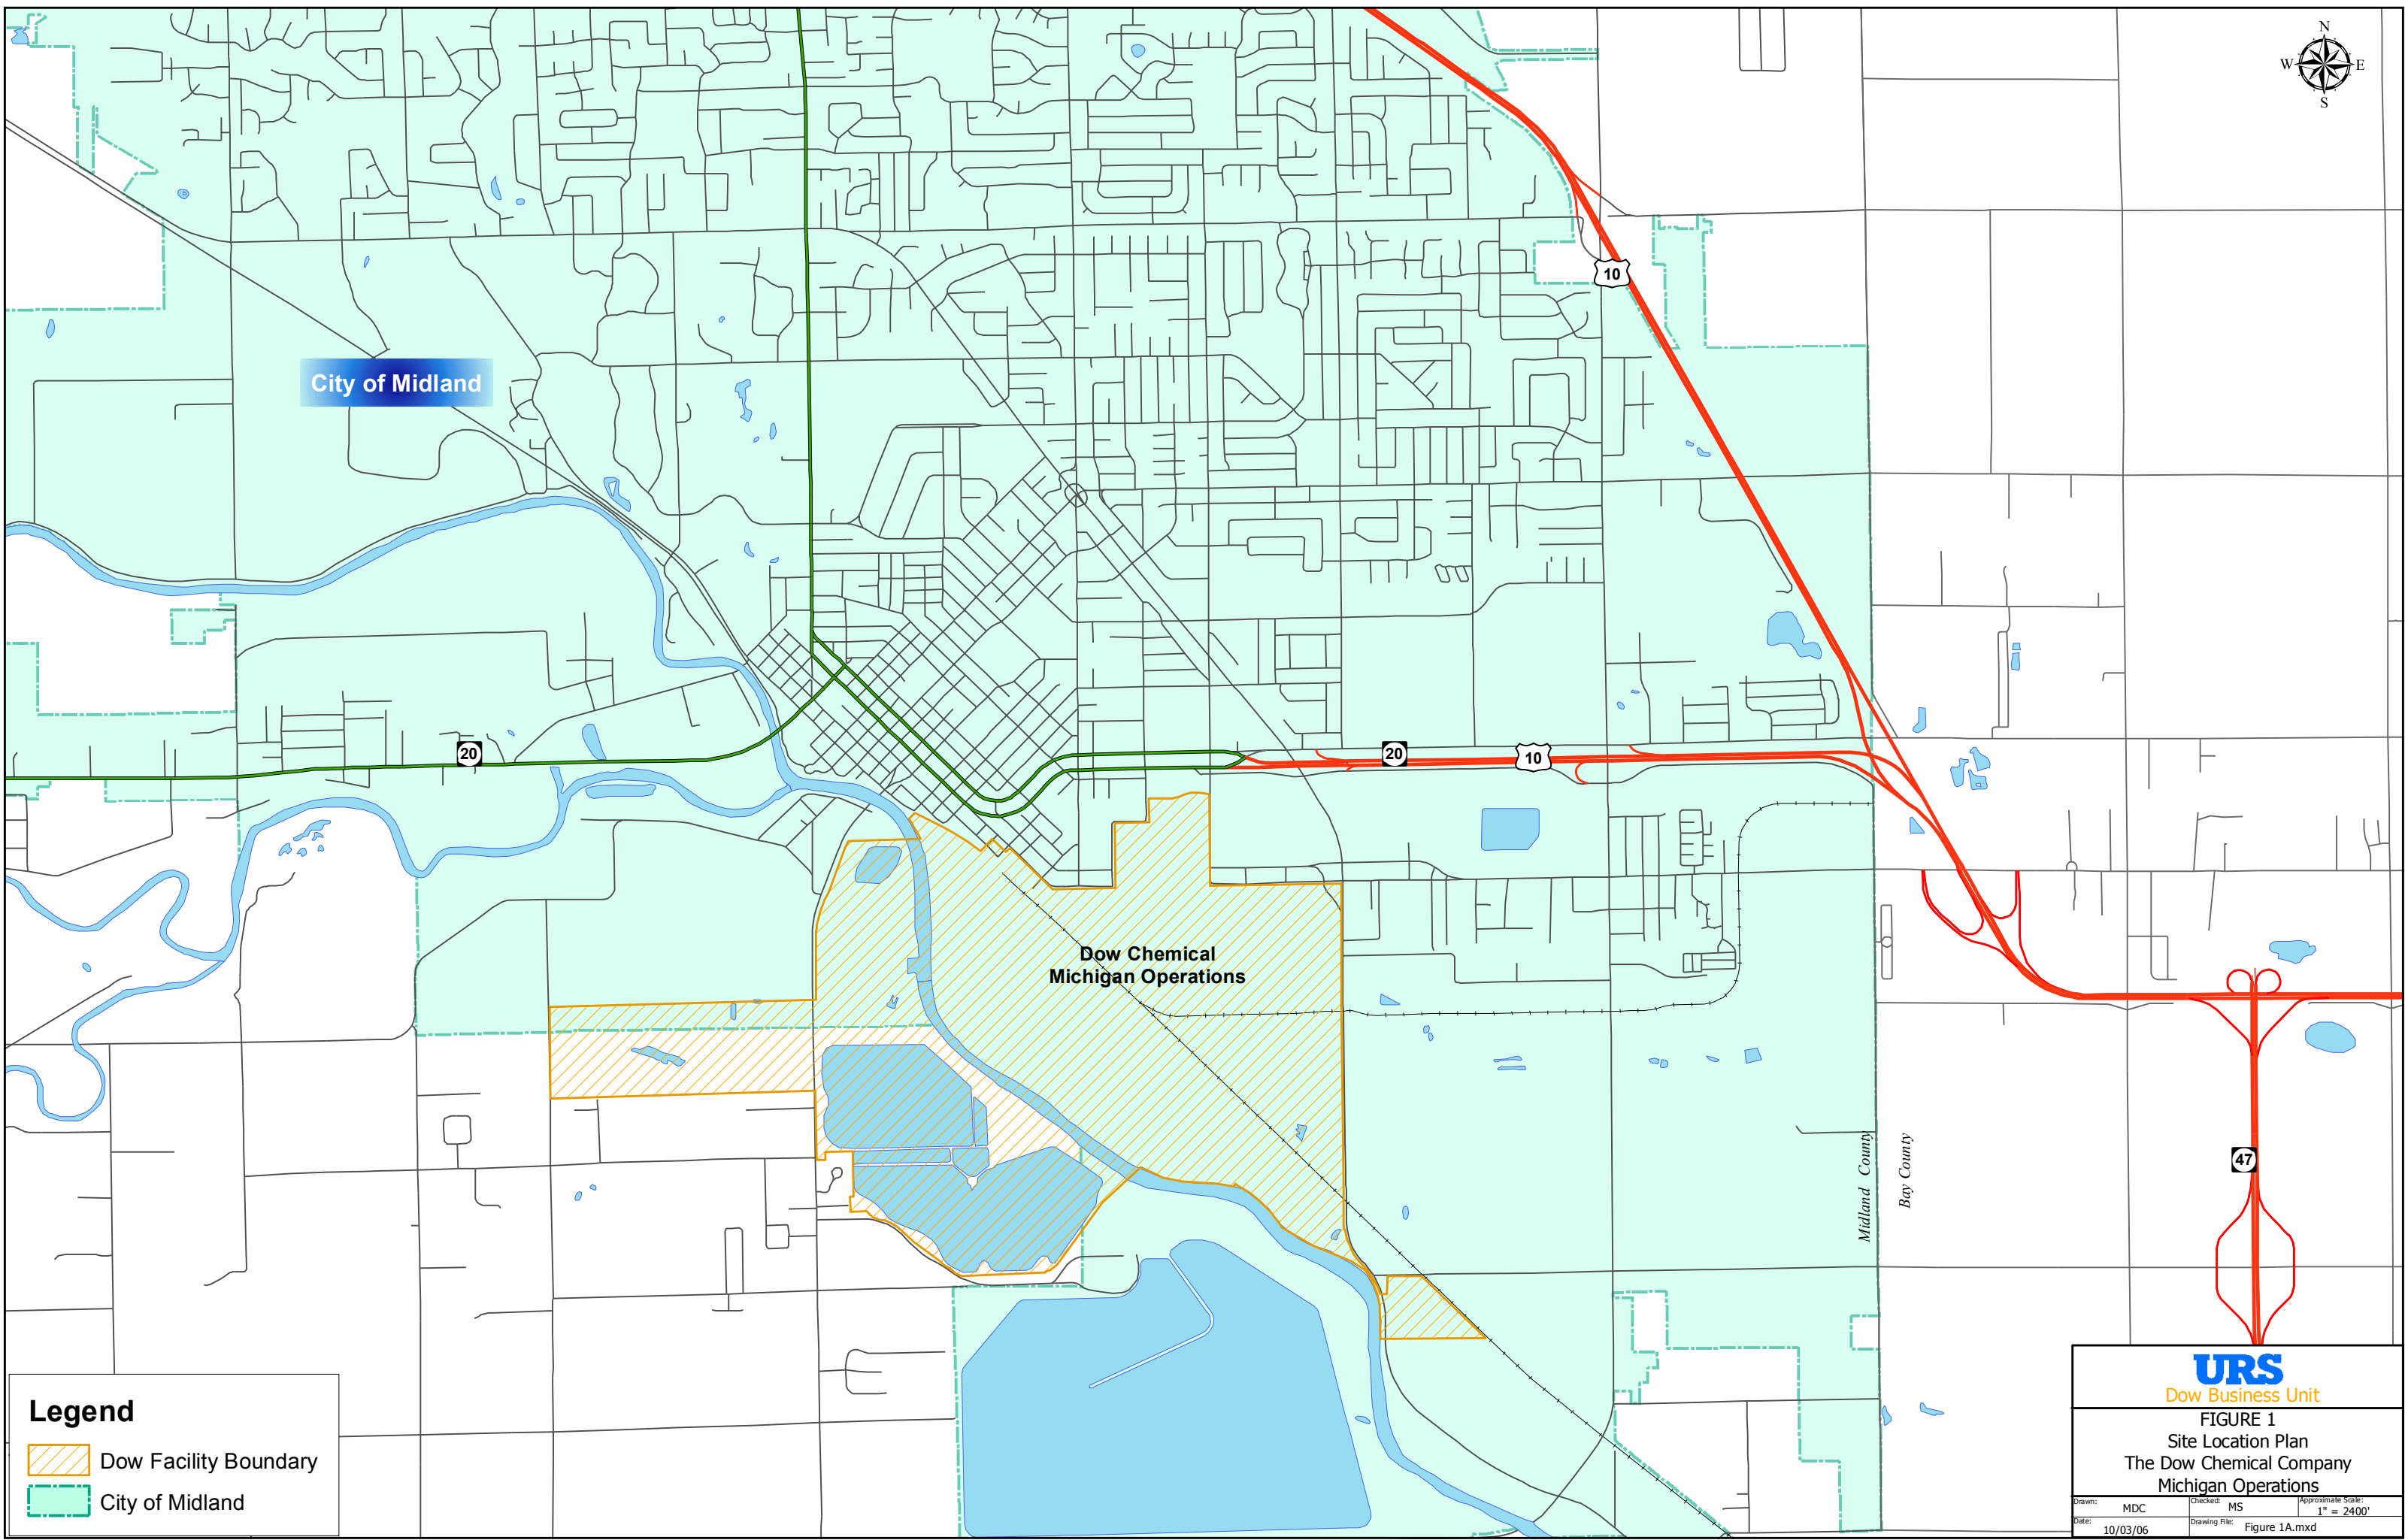 N
W E
S
10
City of Midland
20
20
10
Dow Chemical
Michigan Operations
Midland County
Bay County
47
Legend
Dow Facility Boundary
City of Midland
URS
Dow Business Unit
FIGURE 1
Site Location Plan
The Dow Chemical Company
Michigan Operations
Drawn: MDC
Checked: MS
Approximate Scale: 1" = 2400'
Date: 10/03/06
Drawing File: Figure 1A.mxd